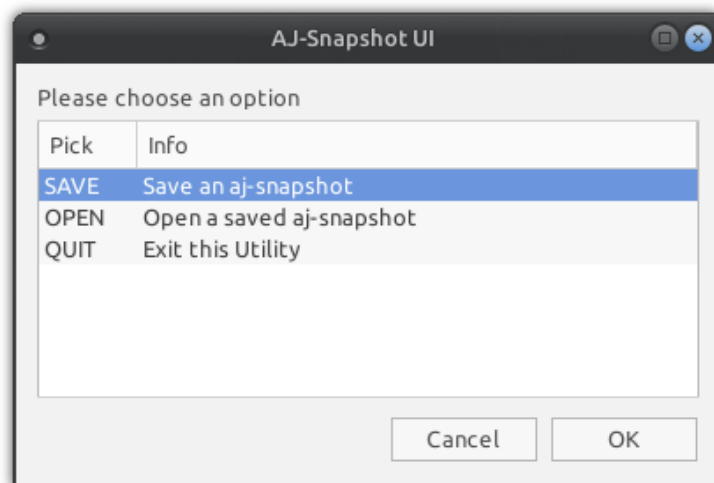 AJ-Snapshot UI
Please choose an option
Pick Info
SAVE Save an aj-snapshot
OPEN Open a saved aj-snapshot
QUIT Exit this Utility
Cancel OK